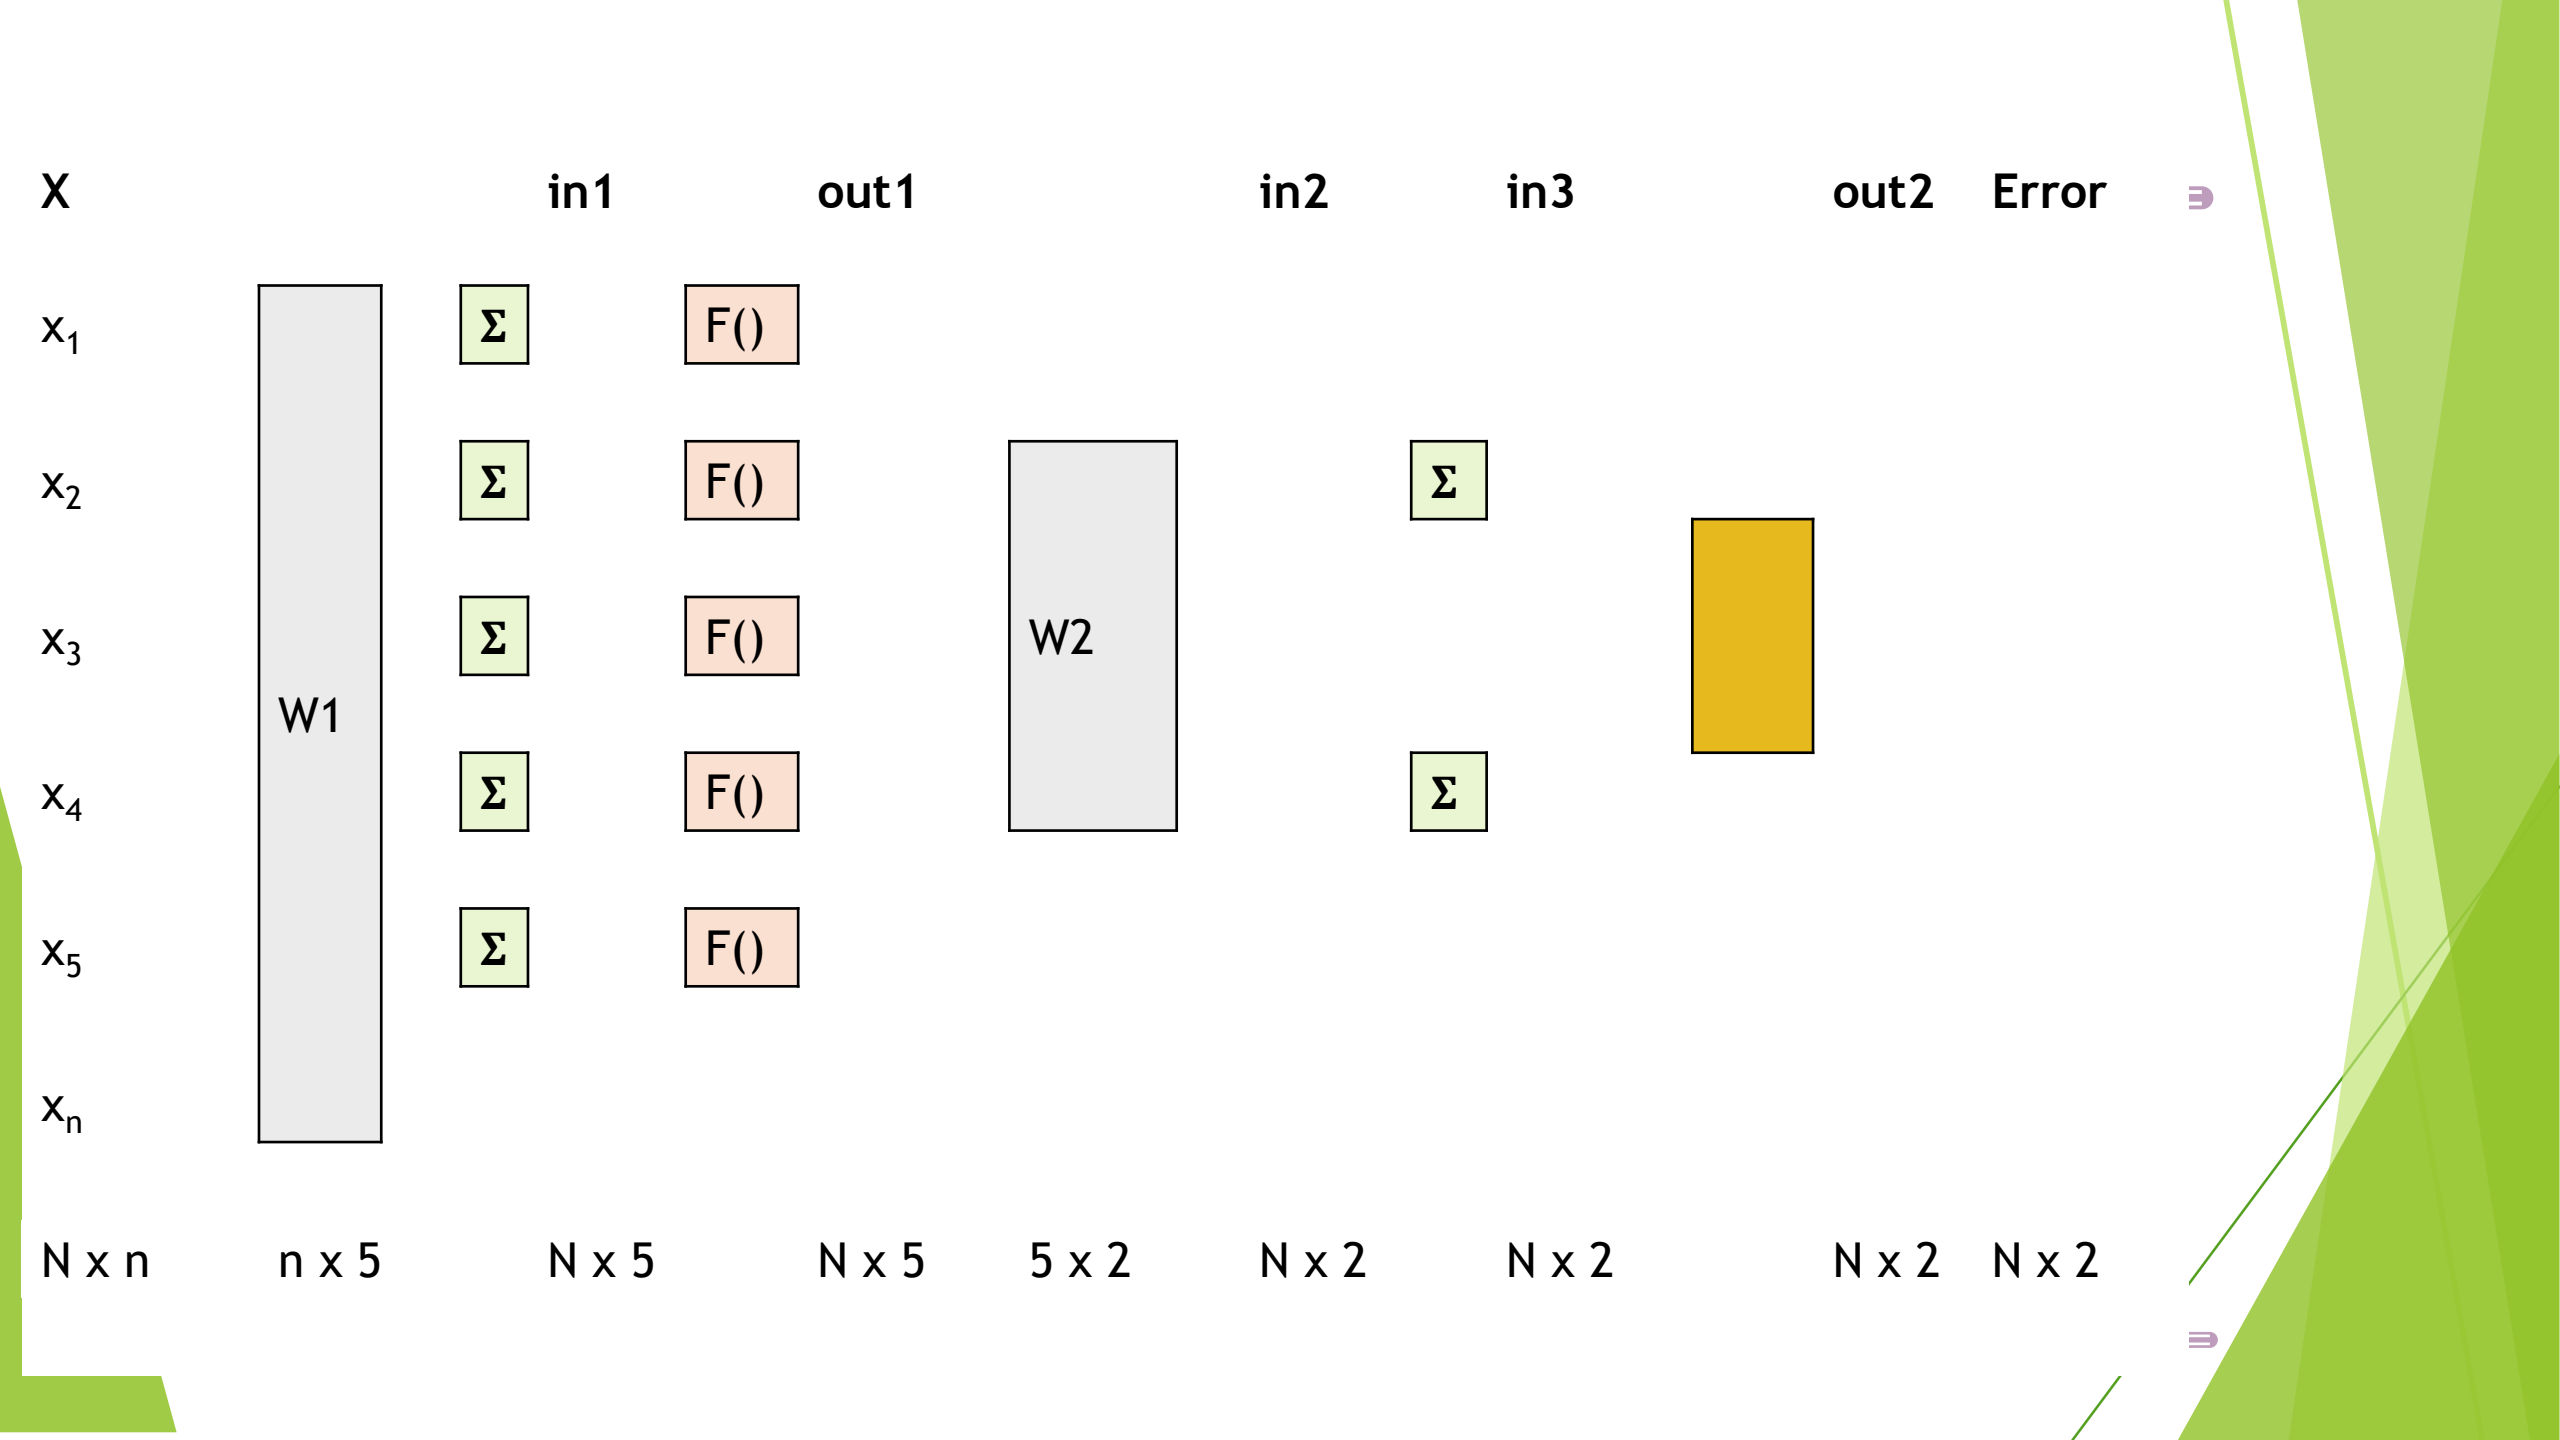 X in1 out1 in2 in3 out2 Error
x₁ Σ F()
x₂ Σ F() Σ
x₃ Σ F() W2
W1
x₄ Σ F() Σ
x₅ Σ F()
xₙ
N x n n x 5 N x 5 N x 5 5 x 2 N x 2 N x 2 N x 2 N x 2